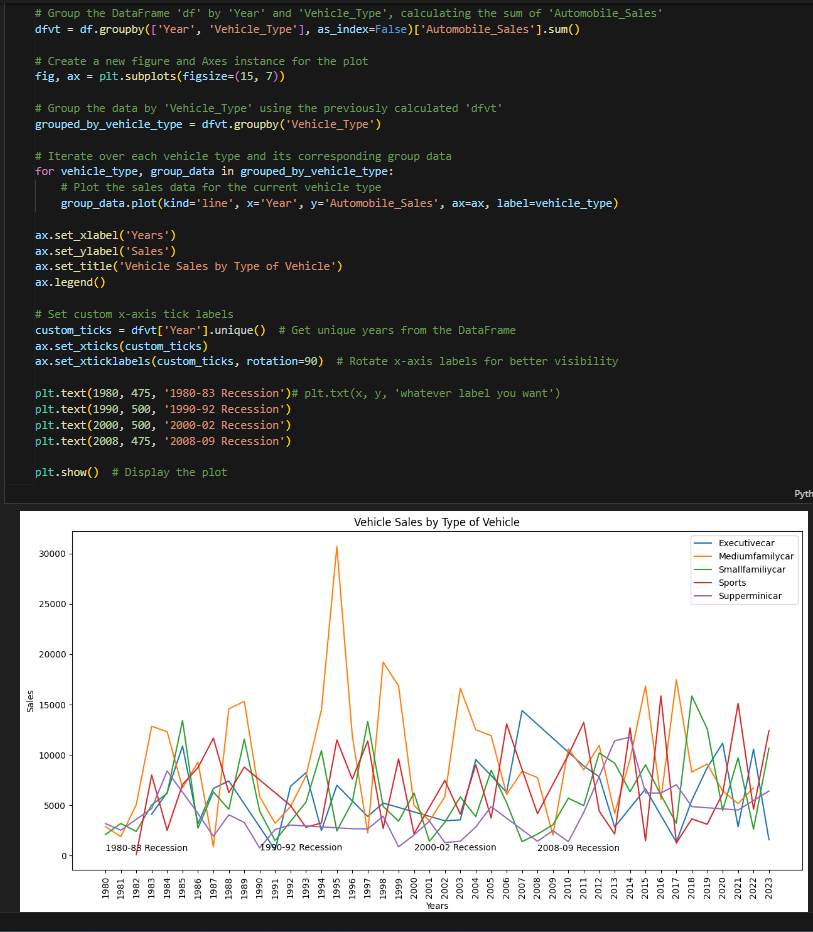 # Group the DataFrame 'df' by 'Year' and 'Vehicle_Type', calculating the sum of 'Automobile_Sales'
dfvt = df.groupby(['Year', 'Vehicle_Type'], as_index=False)['Automobile_Sales'].sum()
# Create a new figure and Axes instance for the plot
fig, ax = plt.subplots(figsize=(15, 7))
# Group the data by 'Vehicle_Type' using the previously calculated 'dfvt'
grouped_by_vehicle_type = dfvt.groupby('Vehicle_Type')
# Iterate over each vehicle type and its corresponding group data
for vehicle_type, group_data in grouped_by_vehicle_type:
# Plot the sales data for the current vehicle type
group_data.plot(kind='line', x='Year', y='Automobile_Sales', ax=ax, label=vehicle_type)
ax.set_xlabel('Years')
ax.set_ylabel('Sales')
ax.set_title('Vehicle Sales by Type of Vehicle')
ax.legend()
# Set custom x-axis tick labels
custom_ticks = dfvt['Year'].unique()  # Get unique years from the DataFrame
ax.set_xticks(custom_ticks)
ax.set_xticklabels(custom_ticks, rotation=90)  # Rotate x-axis labels for better visibility
plt.text(1980, 475, '1980-83 Recession')# plt.txt(x, y, 'whatever label you want')
plt.text(1990, 500, '1990-92 Recession')
plt.text(2000, 500, '2000-02 Recession')
plt.text(2008, 475, '2008-09 Recession')
plt.show()  # Display the plot
Pyth
Vehicle Sales by Type of Vehicle
Executivecar
Mediumfamilycar
Smallfamiliycar
Sports
Supperminicar
30000
25000
20000
15000
10000
5000
0
Sales
1980-83 Recession
1990-92 Recession
2000-02 Recession
2008-09 Recession
1980 1981 1982 1983 1984 1985 1986 1987 1988 1989 1990 1991 1992 1993 1994 1995 1996 1997 1998 1999 2000 2001 2002 2003 2004 2005 2006 2007 2008 2009 2010 2011 2012 2013 2014 2015 2016 2017 2018 2019 2020 2021 2022 2023
Years